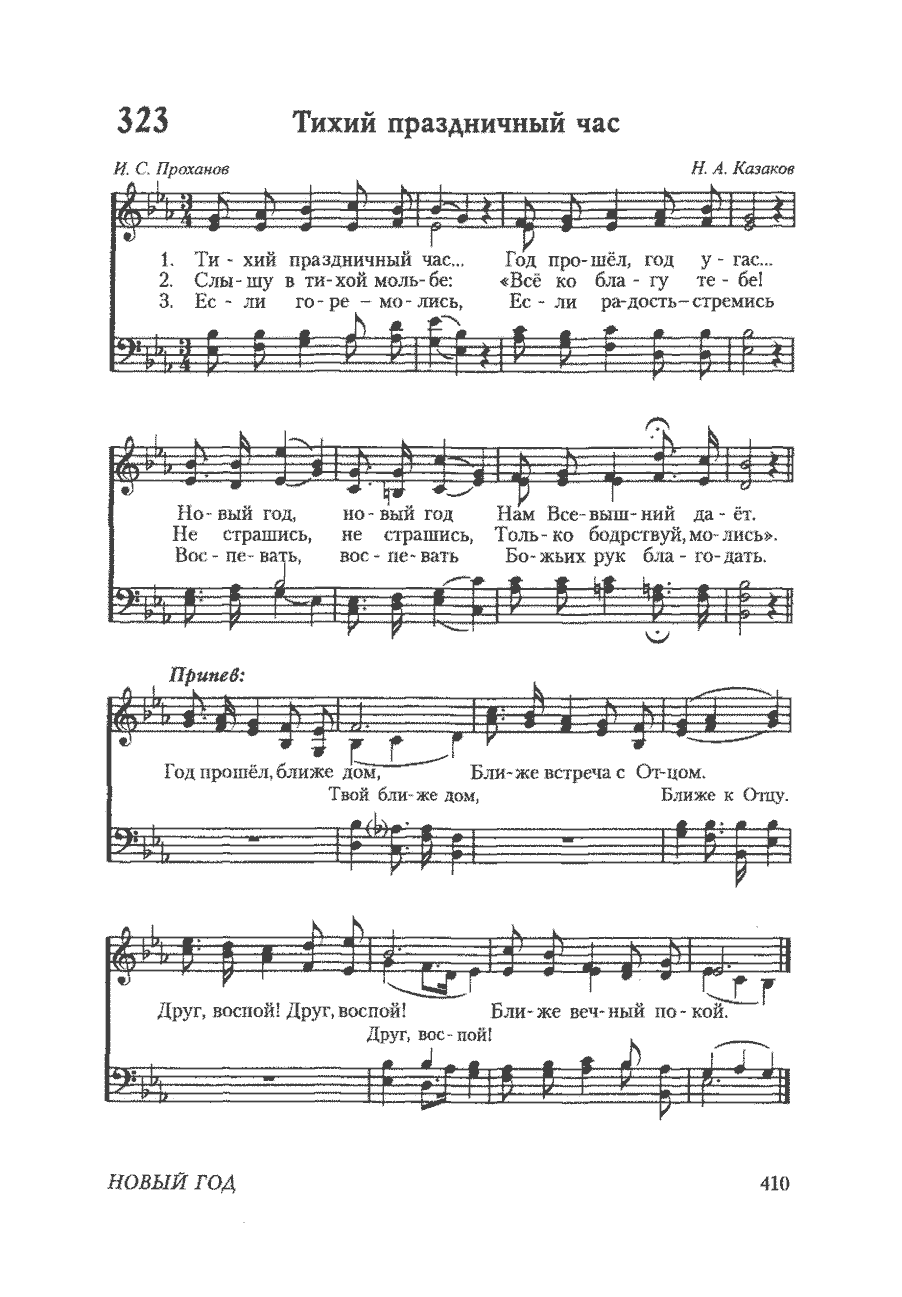 323 Тихий праздничный час
И. С. Проханов Н. А. Казаков
1. Ти - хий праздничный час... Год про-шёл, год у - гас...
2. Слы-шу в ти-хой моль-бе: «Всё ко бла - гу те - бе!
3. Ес - ли го-ре – мо-лись, Ес - ли ра-дость–стремись
Но-вый год, но-вый год Нам Все-выш-ний да-ёт.
Не страшись, не страшись, Толь-ко бодрствуй, мо-лись».
Вос - пе-вать, вос - пе-вать Бо-жьих рук бла - го-дать.
Припев:
Год прошёл, ближе дом, Бли-же встреча с От-цом.
Твой бли-же дом, Ближе к Отцу.
Друг, воспой! Друг, воспой! Бли-же веч-ный по-кой.
Друг, вос-пой!
НОВЫЙ ГОД 410